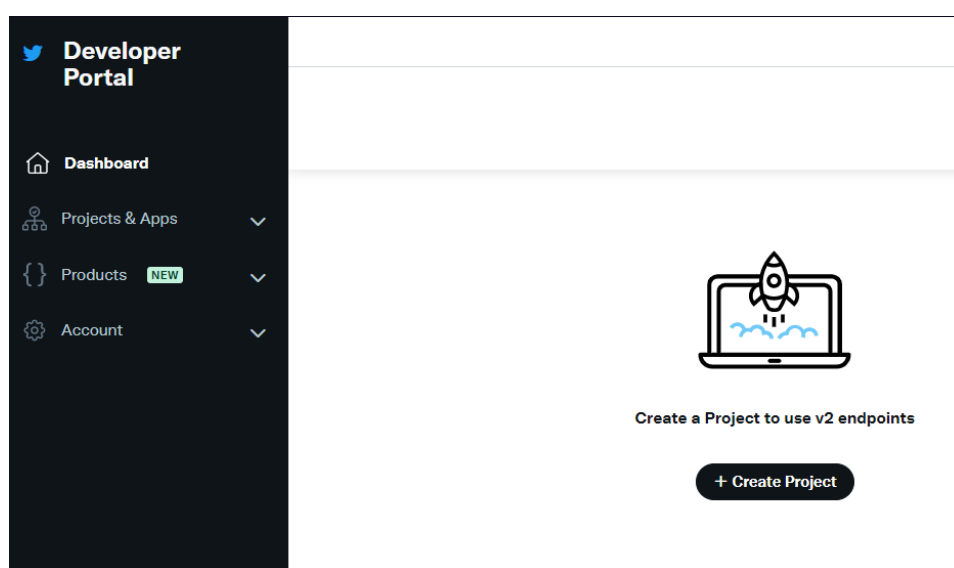 Developer
Portal
Dashboard
Projects & Apps
Products NEW
Account
Create a Project to use v2 endpoints
+ Create Project